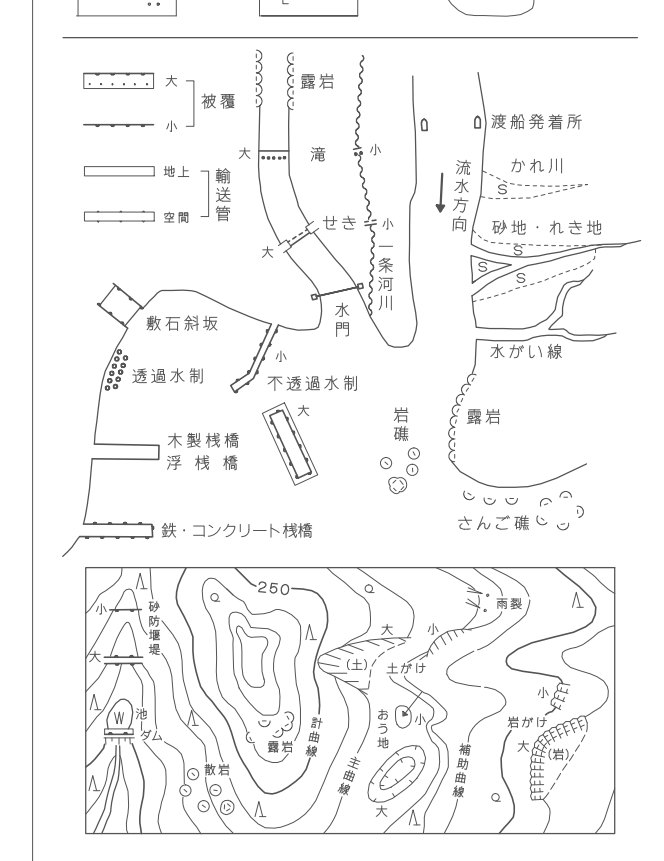 大
被覆
小
地上
輸送管
空間
露岩
大
滝
小
せき
小
大
一条河川
水門
渡船発着所
流水方向
かれ川
S
砂地・れき地
S
S
S
水がい線
敷石斜坂
透過水制
小
不透過水制
大
木製桟橋
浮桟橋
鉄・コンクリート桟橋
岩礁
露岩
さんご礁
250
小
砂防堰堤
大
W
池
ダム
散岩
露岩
計曲線
主曲線
大
小
(土)
土がけ
雨裂
おう地
小
大
補助曲線
小
岩がけ
大
(岩)